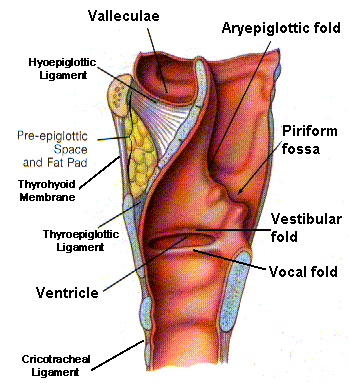 Valleculae
Aryepiglottic fold
Hyoepiglottic
Ligament
Pre-epiglottic
Space
and Fat Pad
Piriform
fossa
Thyrohyoid
Membrane
Thyroepiglottic
Ligament
Vestibular
fold
Vocal fold
Ventricle
Cricotracheal
Ligament